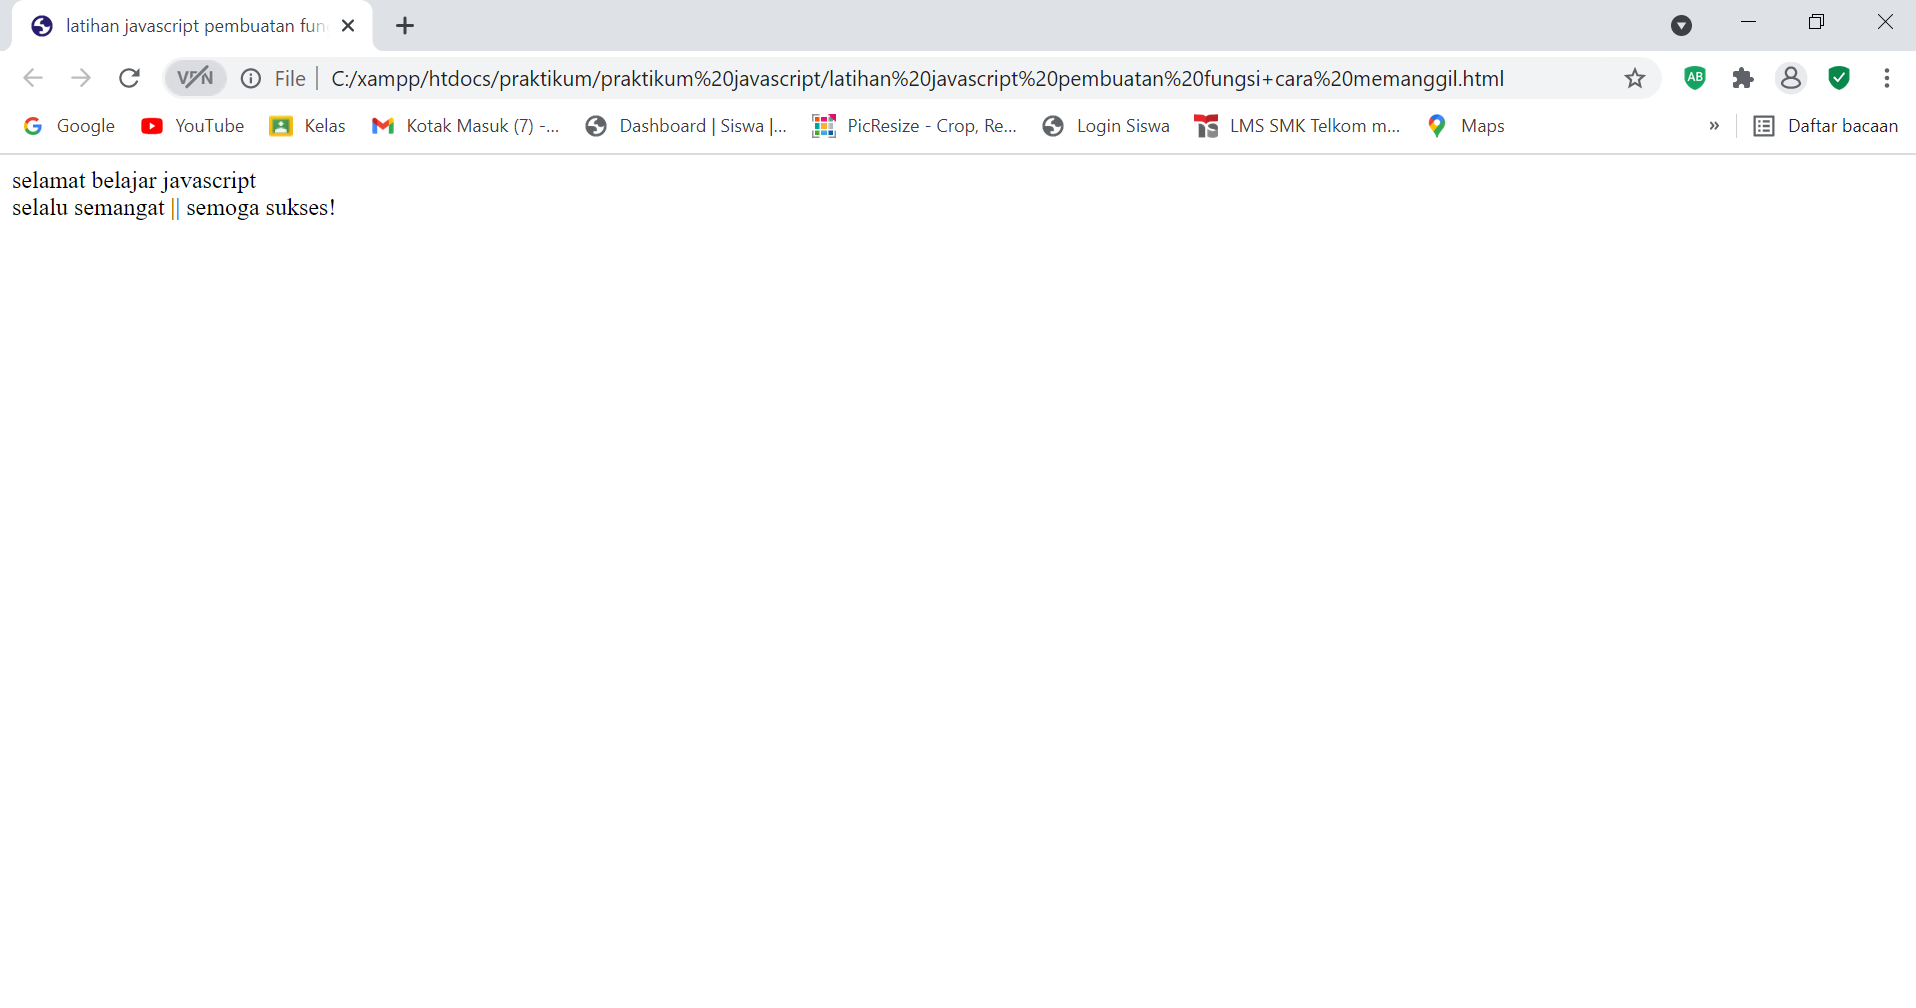 latihan javascript pembuatan fun
VPN File C:/xampp/htdocs/praktikum/praktikum%20javascript/latihan%20javascript%20pembuatan%20fungsi+cara%20memanggil.html AB
Google YouTube Kelas Kotak Masuk (7) -... Dashboard | Siswa |... PicResize - Crop, Re... Login Siswa LMS SMK Telkom m... Maps » Daftar bacaan
selamat belajar javascript
selalu semangat || semoga sukses!